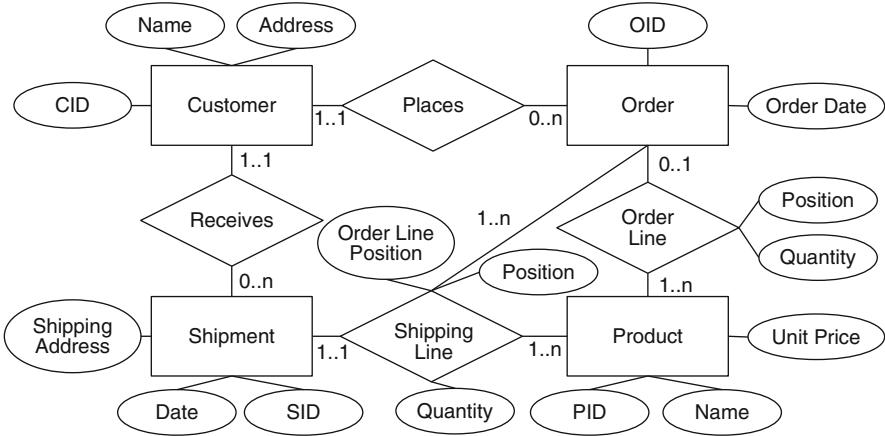 Name
Address
OID
CID
Customer
Places
Order
Order Date
1..1
0..n
1..1
0..1
Receives
1..n
Order Line
Position
Order
Line
Position
Position
Quantity
0..n
1..n
Shipping
Address
Shipment
Shipping
Line
Product
Unit Price
1..1
1..n
Date
SID
Quantity
PID
Name